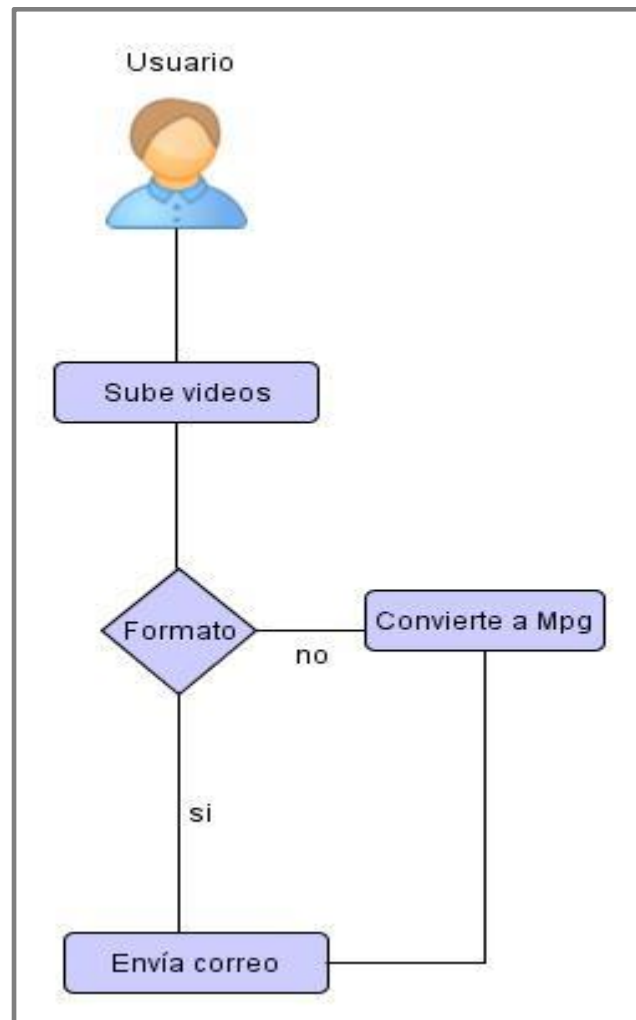 Usuario
Sube videos
Formato
Convierte a Mpg
no
si
Envía correo